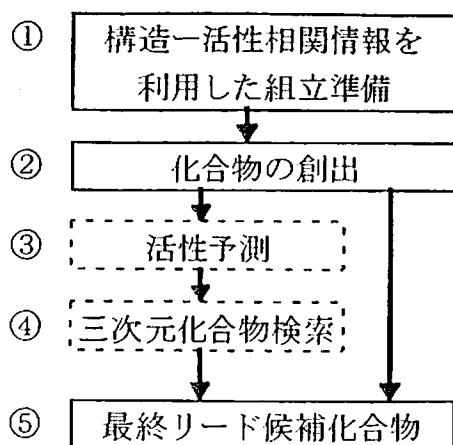 ① 構造ー活性相関情報を
利用した組立準備
② 化合物の創出
③ 活性予測
④ 三次元化合物検索
⑤ 最終リード候補化合物